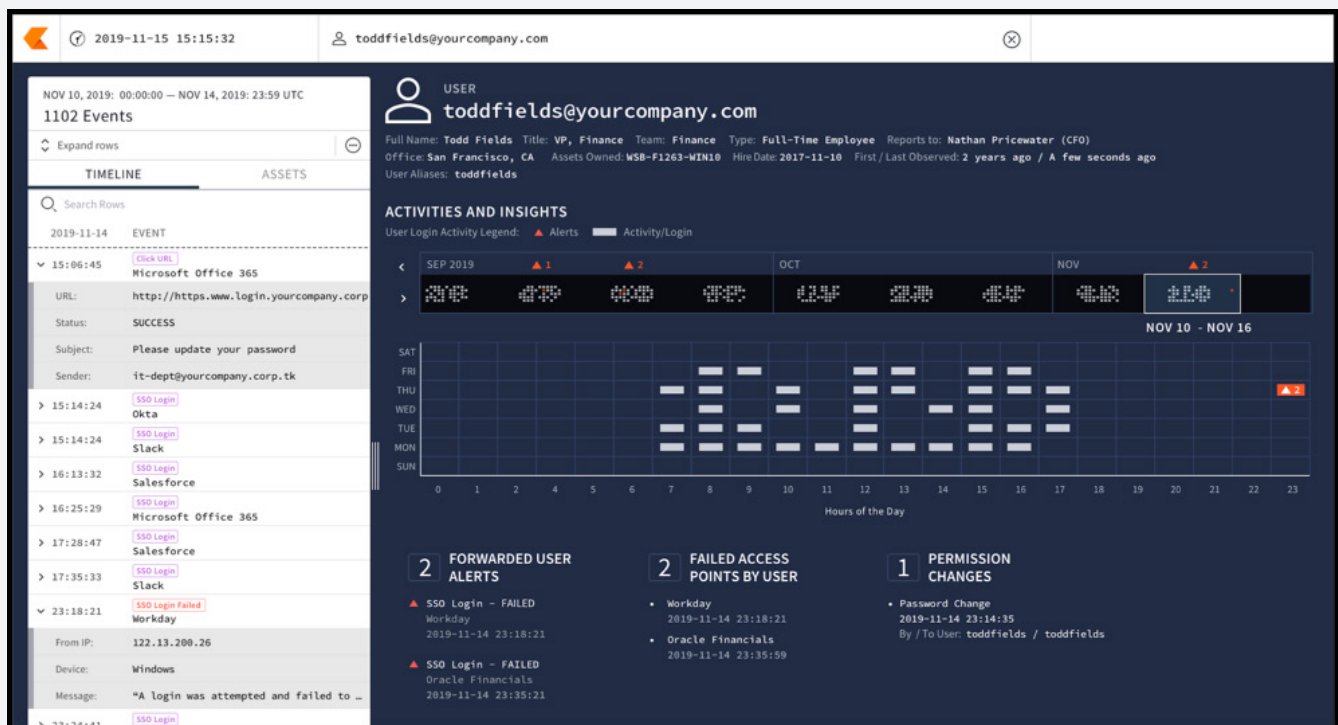 2019-11-15 15:15:32
toddfields@yourcompany.com
NOV 10, 2019: 00:00:00 — NOV 14, 2019: 23:59 UTC
1102 Events
Expand rows
TIMELINE ASSETS
Search Rows
2019-11-14 EVENT
15:06:45 Click URL
Microsoft Office 365
URL: http://https.www.login.yourcompany.corp
Status: SUCCESS
Subject: Please update your password
Sender: it-dept@yourcompany.corp.tk
15:14:24 SSO Login
Okta
15:14:24 SSO Login
Slack
16:13:32 SSO Login
Salesforce
16:25:29 SSO Login
Microsoft Office 365
17:28:47 SSO Login
Salesforce
17:35:33 SSO Login
Slack
23:18:21 SSO Login Failed
Workday
From IP: 122.13.200.26
Device: Windows
Message: "A login was attempted and failed to …
SSO Login
USER
toddfields@yourcompany.com
Full Name: Todd Fields Title: VP, Finance Team: Finance Type: Full-Time Employee Reports to: Nathan Pricewater (CFO)
Office: San Francisco, CA Assets Owned: WSB-F1263-WIN10 Hire Date: 2017-11-10 First / Last Observed: 2 years ago / A few seconds ago
User Aliases: toddfields
ACTIVITIES AND INSIGHTS
User Login Activity Legend: Alerts Activity/Login
SEP 2019 1 2 OCT NOV 2
NOV 10 - NOV 16
SAT
FRI
THU 2
WED
TUE
MON
SUN
0 1 2 4 5 6 7 8 9 10 11 12 13 14 15 16 17 18 19 20 21 22 23
Hours of the Day
2 FORWARDED USER ALERTS
SSO Login - FAILED
Workday
2019-11-14 23:18:21
SSO Login - FAILED
Oracle Financials
2019-11-14 23:35:21
2 FAILED ACCESS POINTS BY USER
Workday
2019-11-14 23:18:21
Oracle Financials
2019-11-14 23:35:59
1 PERMISSION CHANGES
Password Change
2019-11-14 23:14:35
By / To User: toddfields / toddfields